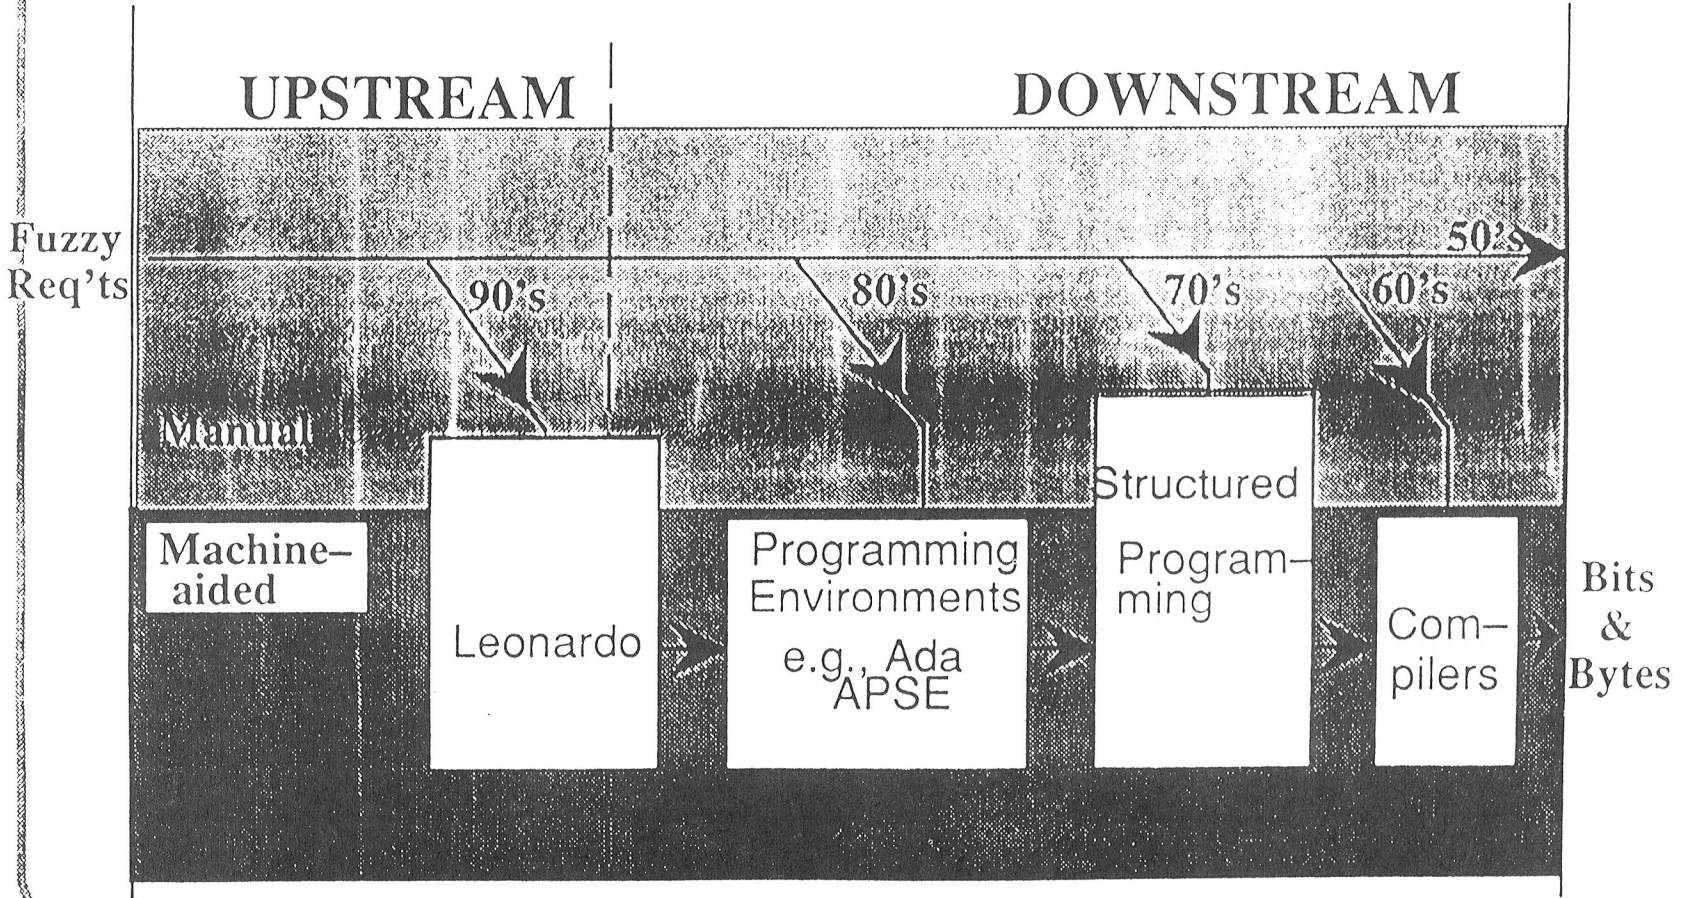 UPSTREAM
DOWNSTREAM
Fuzzy
Req'ts
50's
90's
80's
70's
60's
Manual
Machine–
aided
Leonardo
Programming
Environments
e.g., Ada
APSE
Structured
Program–
ming
Com–
pilers
Bits
&
Bytes